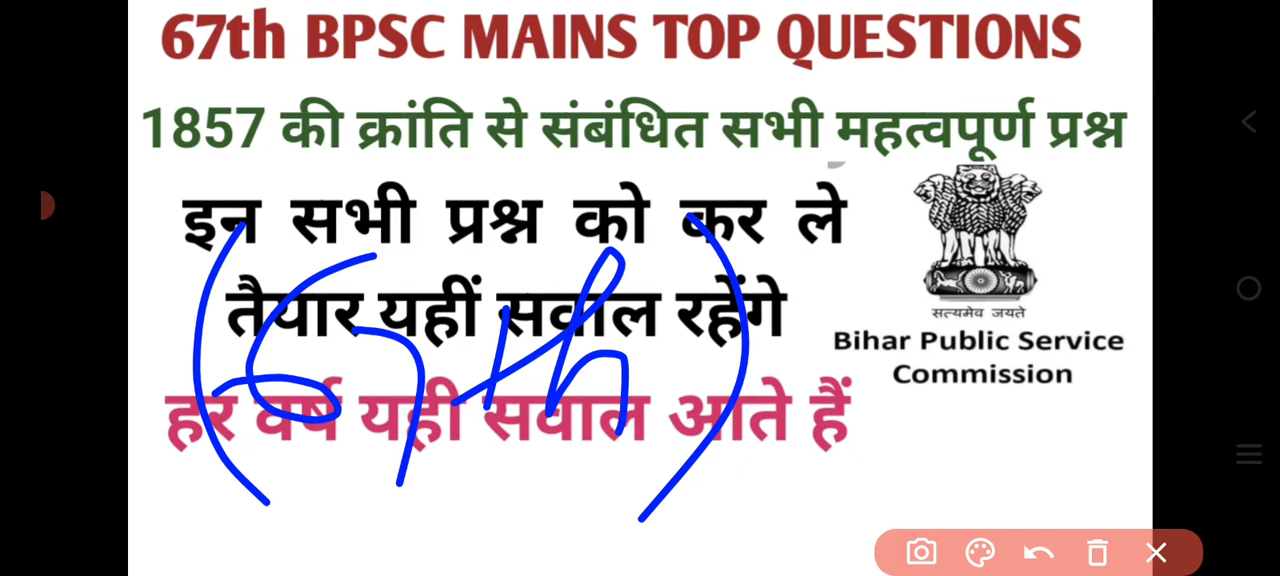 67th BPSC MAINS TOP QUESTIONS
1857 की क्रांति से संबंधित सभी महत्वपूर्ण प्रश्न
इन सभी प्रश्न को कर ले
तैयार यहीं सवाल रहेंगे
हर वर्ष यही सवाल आते हैं
(67th)
सत्यमेव जयते
Bihar Public Service
Commission